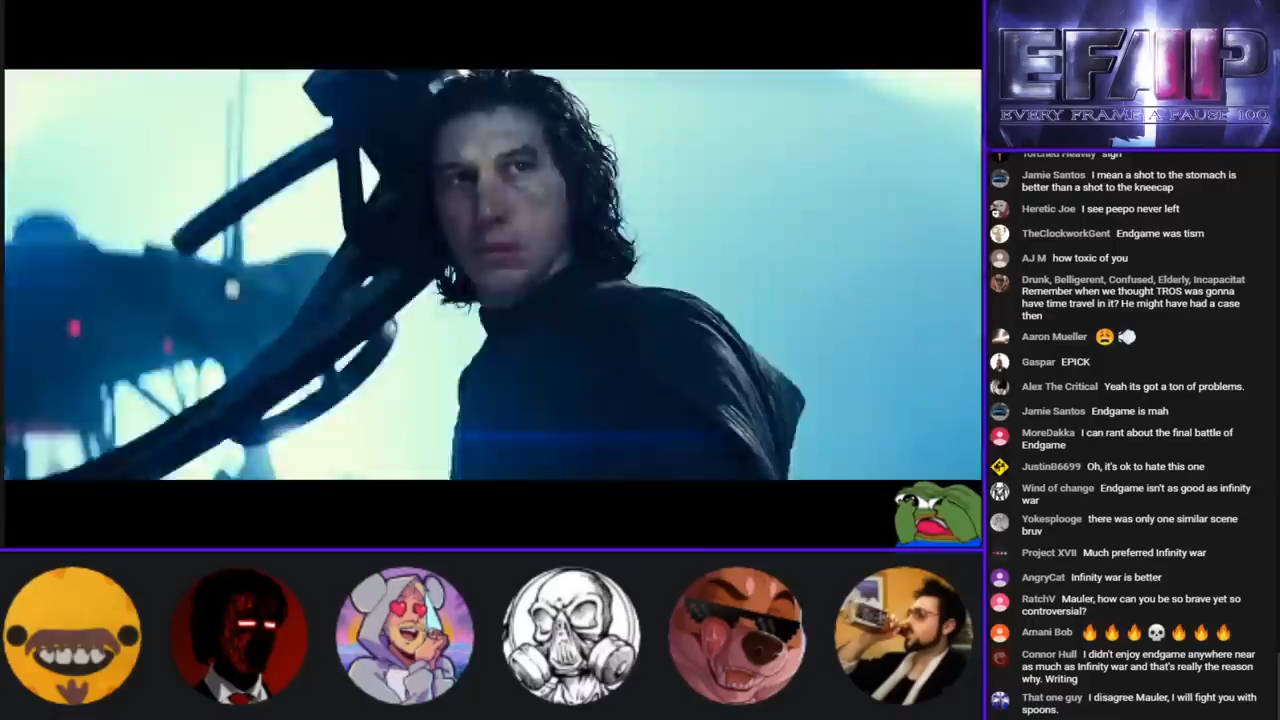 EFAP
EVERY FRAME A PAUSE 100
Torched Heavily sigh
Jamie Santos I mean a shot to the stomach is
better than a shot to the kneecap
Heretic Joe I see peepo never left
TheClockworkGent Endgame was tism
AJ M how toxic of you
Drunk, Belligerent, Confused, Elderly, Incapacitat
Remember when we thought TROS was gonna
have time travel in it? He might have had a case
then
Aaron Mueller 😩 💨
Gaspar EPICK
Alex The Critical Yeah its got a ton of problems.
Jamie Santos Endgame is mah
MoreDakka I can rant about the final battle of
Endgame
JustinB6699 Oh, it's ok to hate this one
Wind of change Endgame isn't as good as infinity
war
Yokesplooge there was only one similar scene
bruv
Project XVII Much preferred Infinity war
AngryCat Infinity war is better
RatchV Mauler, how can you be so brave yet so
controversial?
Amani Bob 🔥 🔥 🔥 💀 🔥 🔥 🔥
Connor Hull I didn't enjoy endgame anywhere near
as much as Infinity war and that's really the reason
why. Writing
That one guy I disagree Mauler, I will fight you with
spoons.